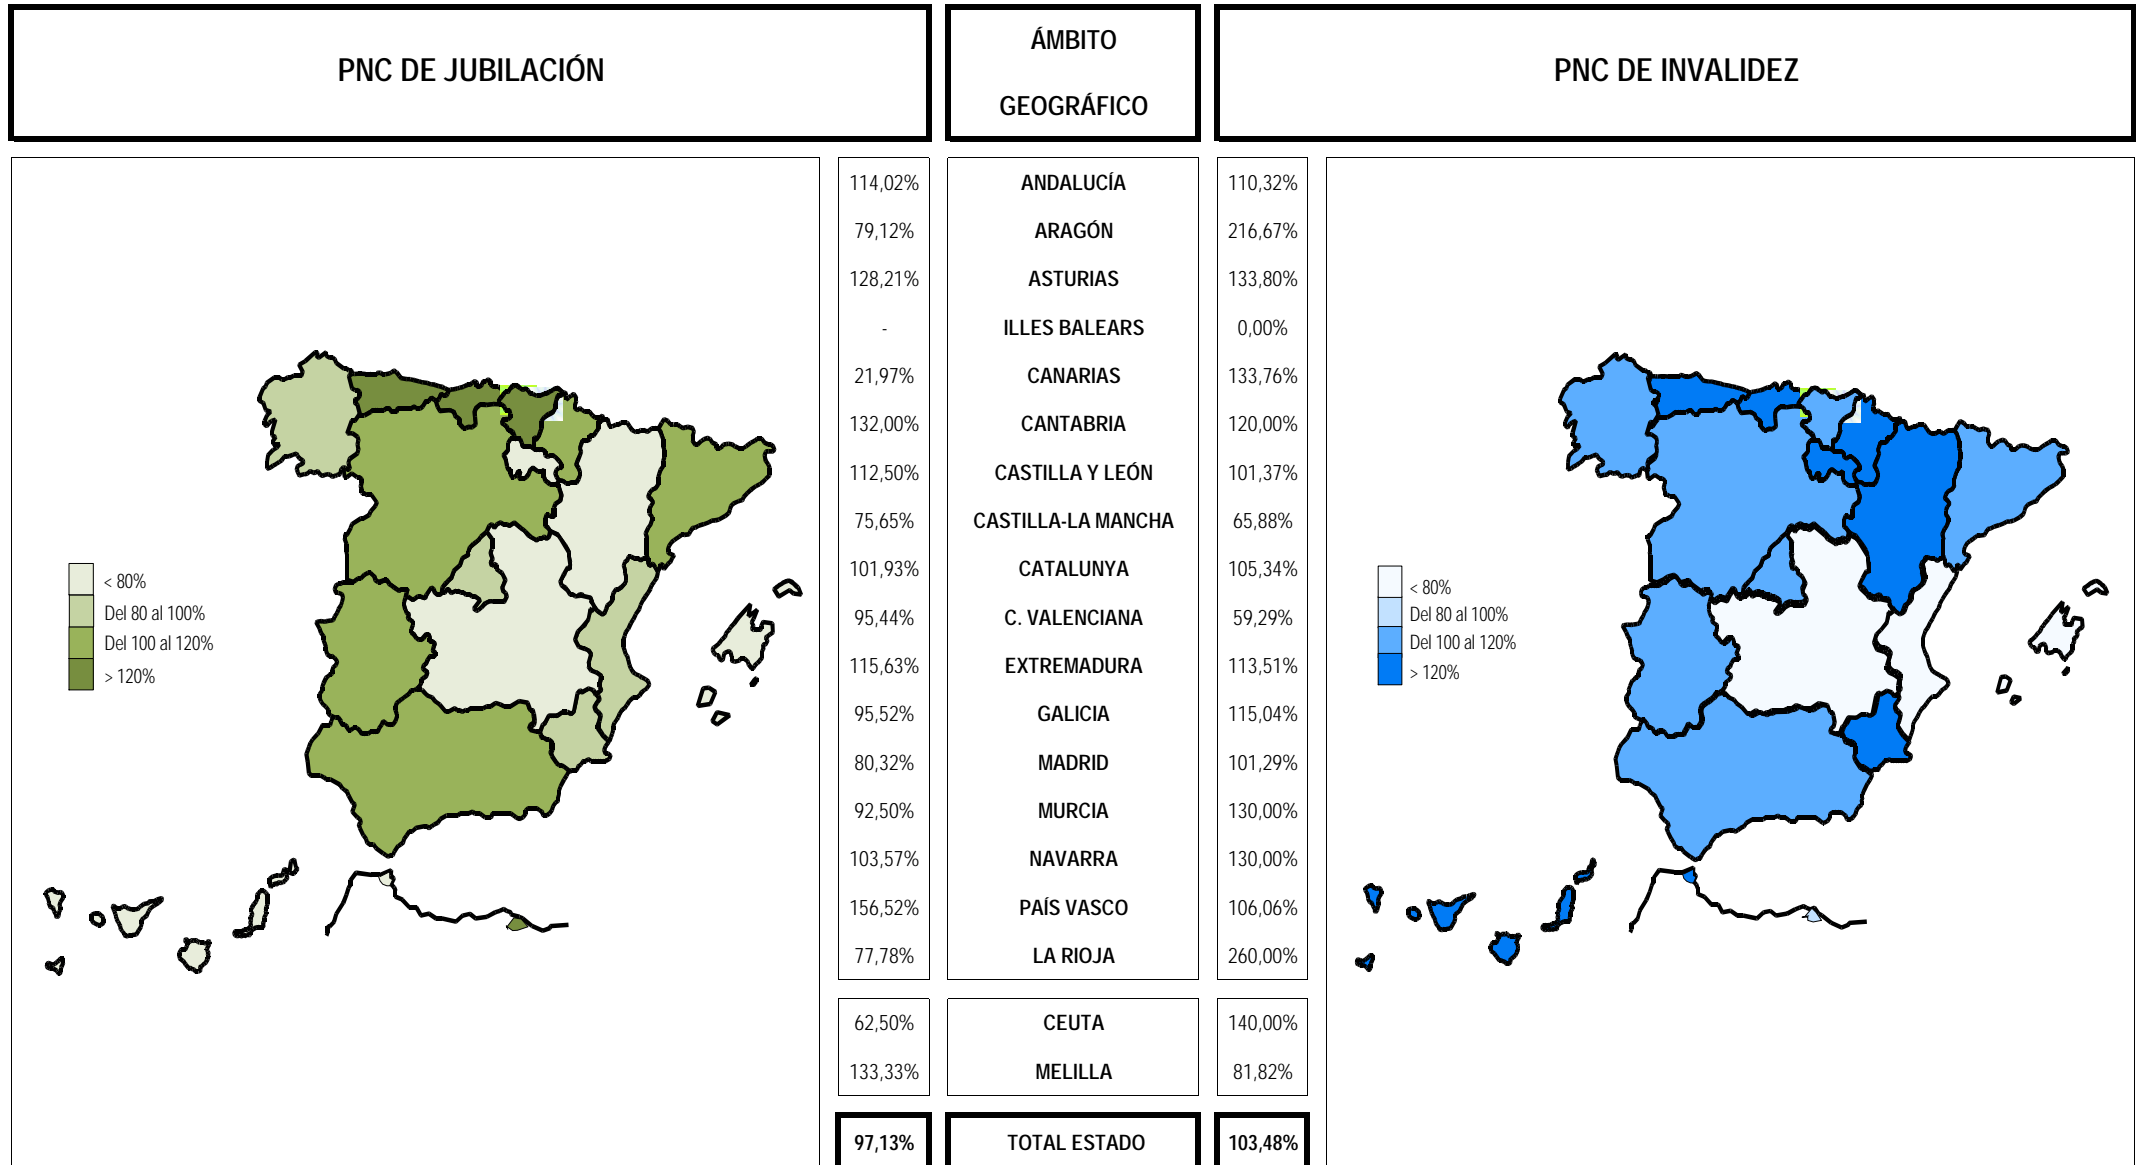 PNC DE JUBILACIÓN
ÁMBITO
GEOGRÁFICO
PNC DE INVALIDEZ
114,02% ANDALUCÍA 110,32%
79,12% ARAGÓN 216,67%
128,21% ASTURIAS 133,80%
- ILLES BALEARS 0,00%
21,97% CANARIAS 133,76%
132,00% CANTABRIA 120,00%
112,50% CASTILLA Y LEÓN 101,37%
75,65% CASTILLA-LA MANCHA 65,88%
101,93% CATALUNYA 105,34%
95,44% C. VALENCIANA 59,29%
115,63% EXTREMADURA 113,51%
95,52% GALICIA 115,04%
80,32% MADRID 101,29%
92,50% MURCIA 130,00%
103,57% NAVARRA 130,00%
156,52% PAÍS VASCO 106,06%
77,78% LA RIOJA 260,00%
62,50% CEUTA 140,00%
133,33% MELILLA 81,82%
97,13% TOTAL ESTADO 103,48%
< 80%
Del 80 al 100%
Del 100 al 120%
> 120%
< 80%
Del 80 al 100%
Del 100 al 120%
> 120%